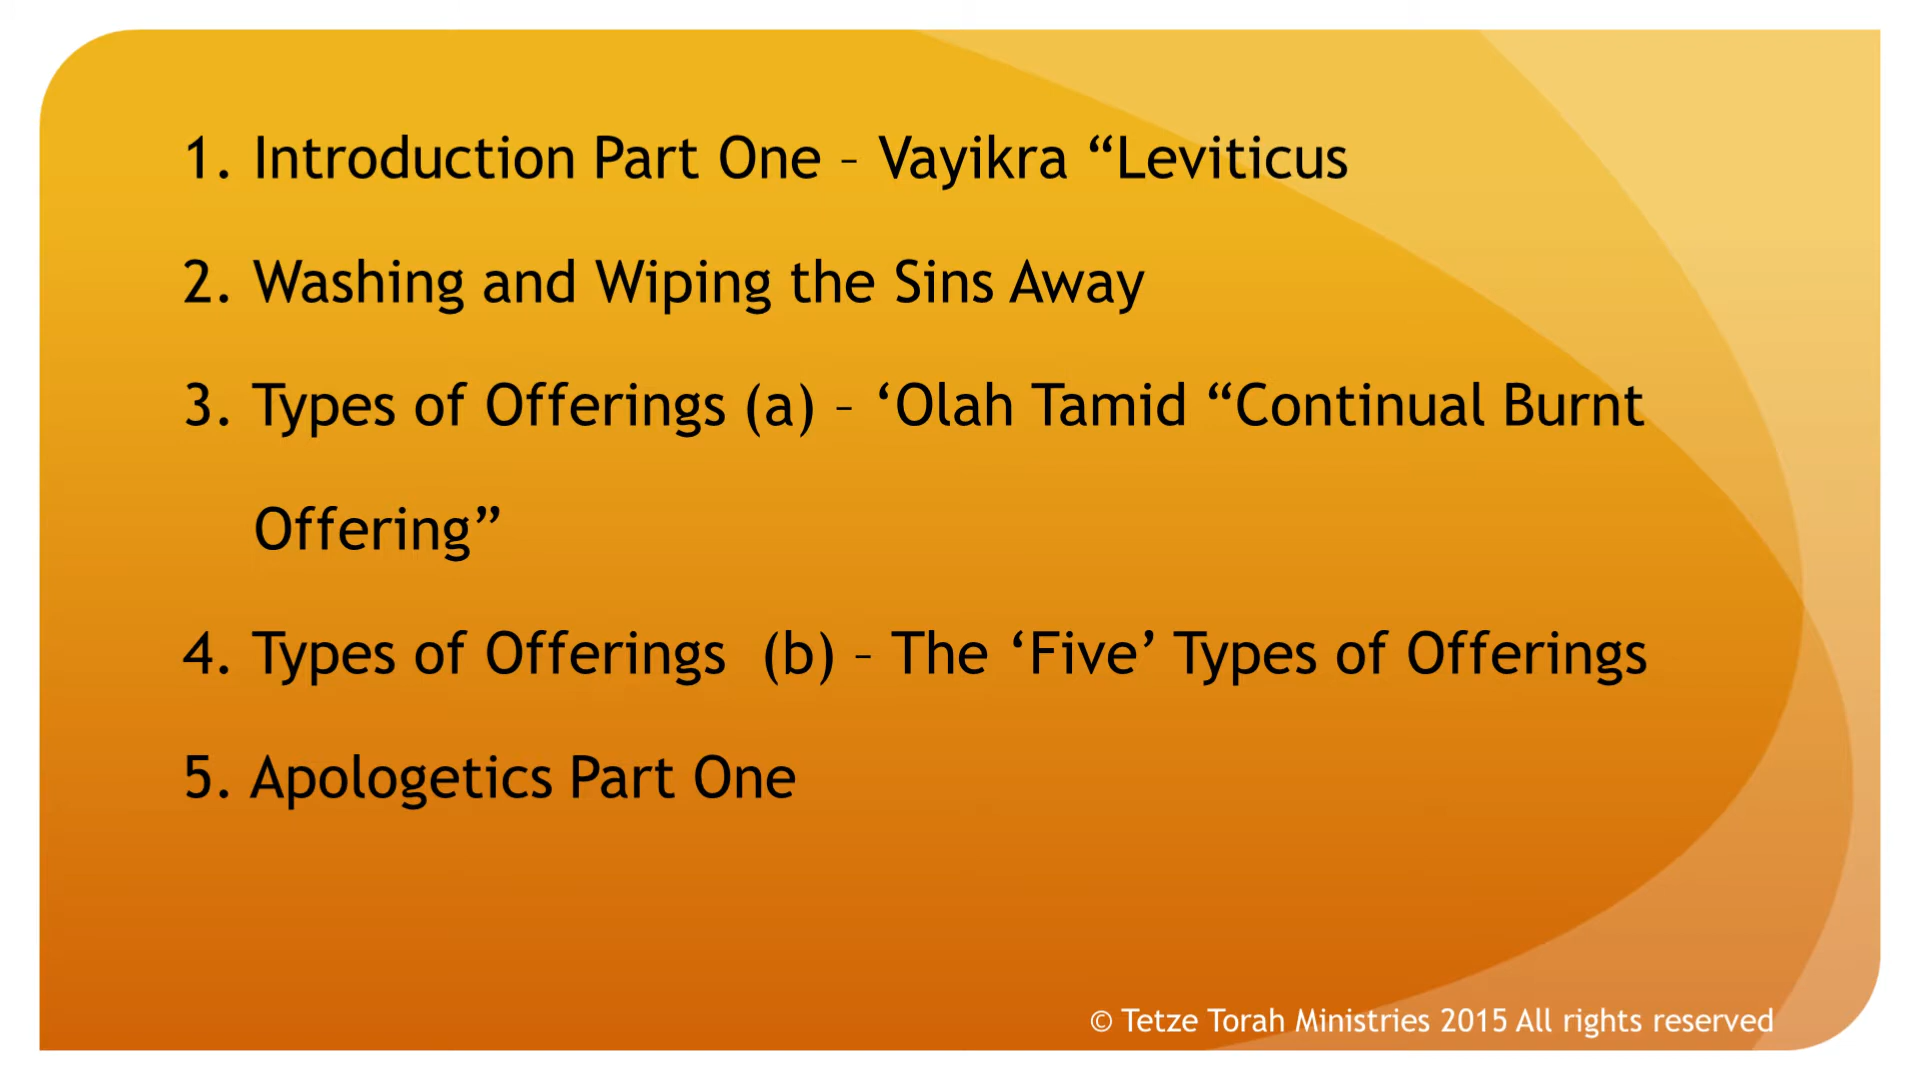 1. Introduction Part One – Vayikra “Leviticus
2. Washing and Wiping the Sins Away
3. Types of Offerings (a) – ‘Olah Tamid “Continual Burnt
Offering”
4. Types of Offerings  (b) – The ‘Five’ Types of Offerings
5. Apologetics Part One
© Tetze Torah Ministries 2015 All rights reserved